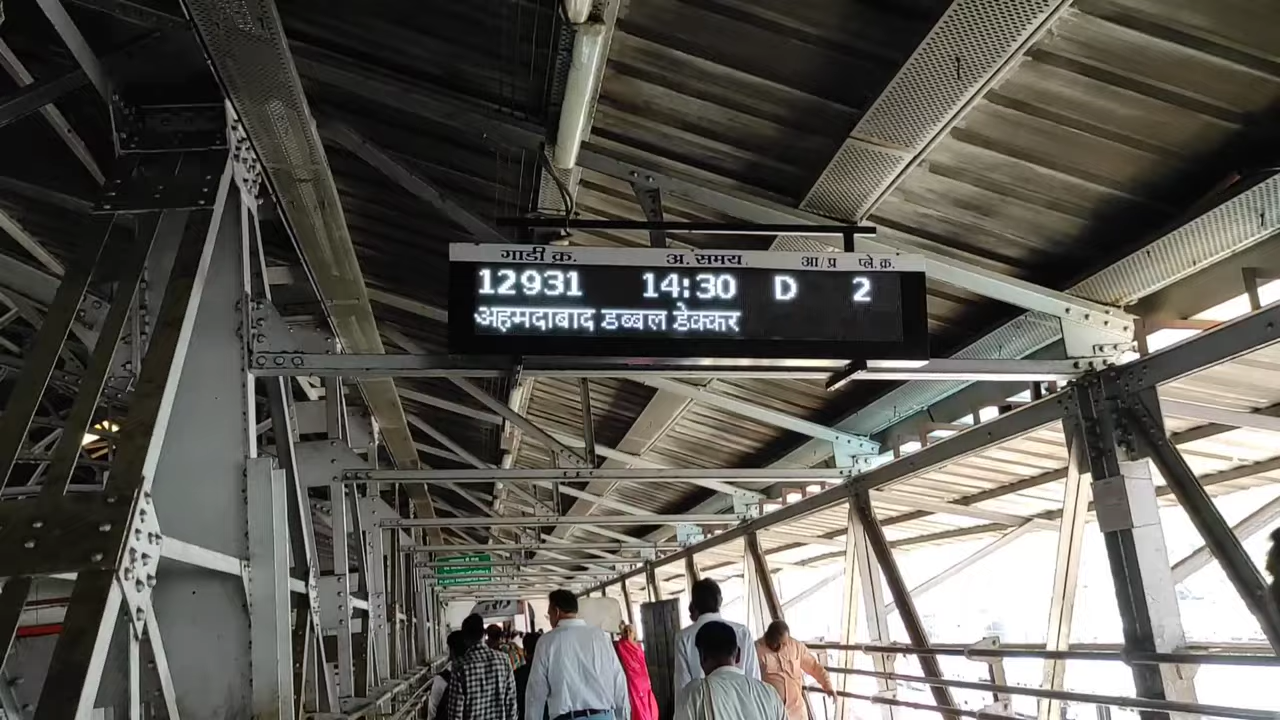 गाडी क्र. अ. समय. आ/प्र प्ले.क्र.
12931 14:30 D 2
अहमदाबाद डब्बल डेक्कर